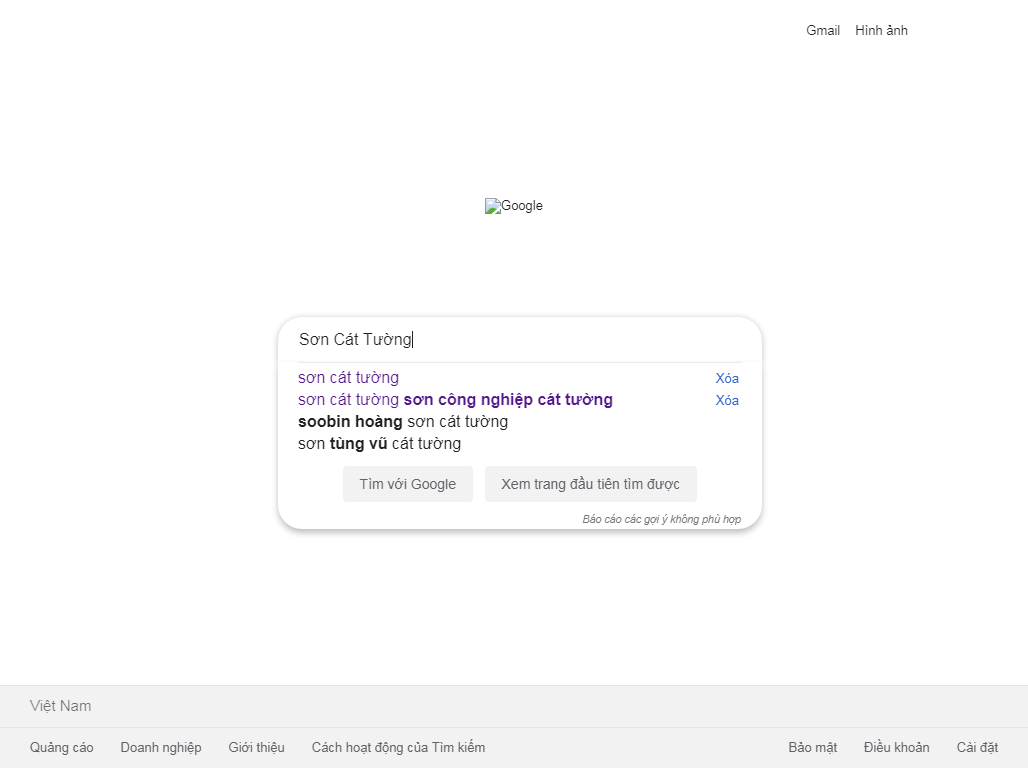 Gmail Hình ảnh
Google
Sơn Cát Tường
sơn cát tường Xóa
sơn cát tường sơn công nghiệp cát tường Xóa
soobin hoàng sơn cát tường
sơn tùng vũ cát tường
Tìm với Google Xem trang đầu tiên tìm được
Báo cáo các gợi ý không phù hợp
Việt Nam
Quảng cáo Doanh nghiệp Giới thiệu Cách hoạt động của Tìm kiếm Bảo mật Điều khoản Cài đặt